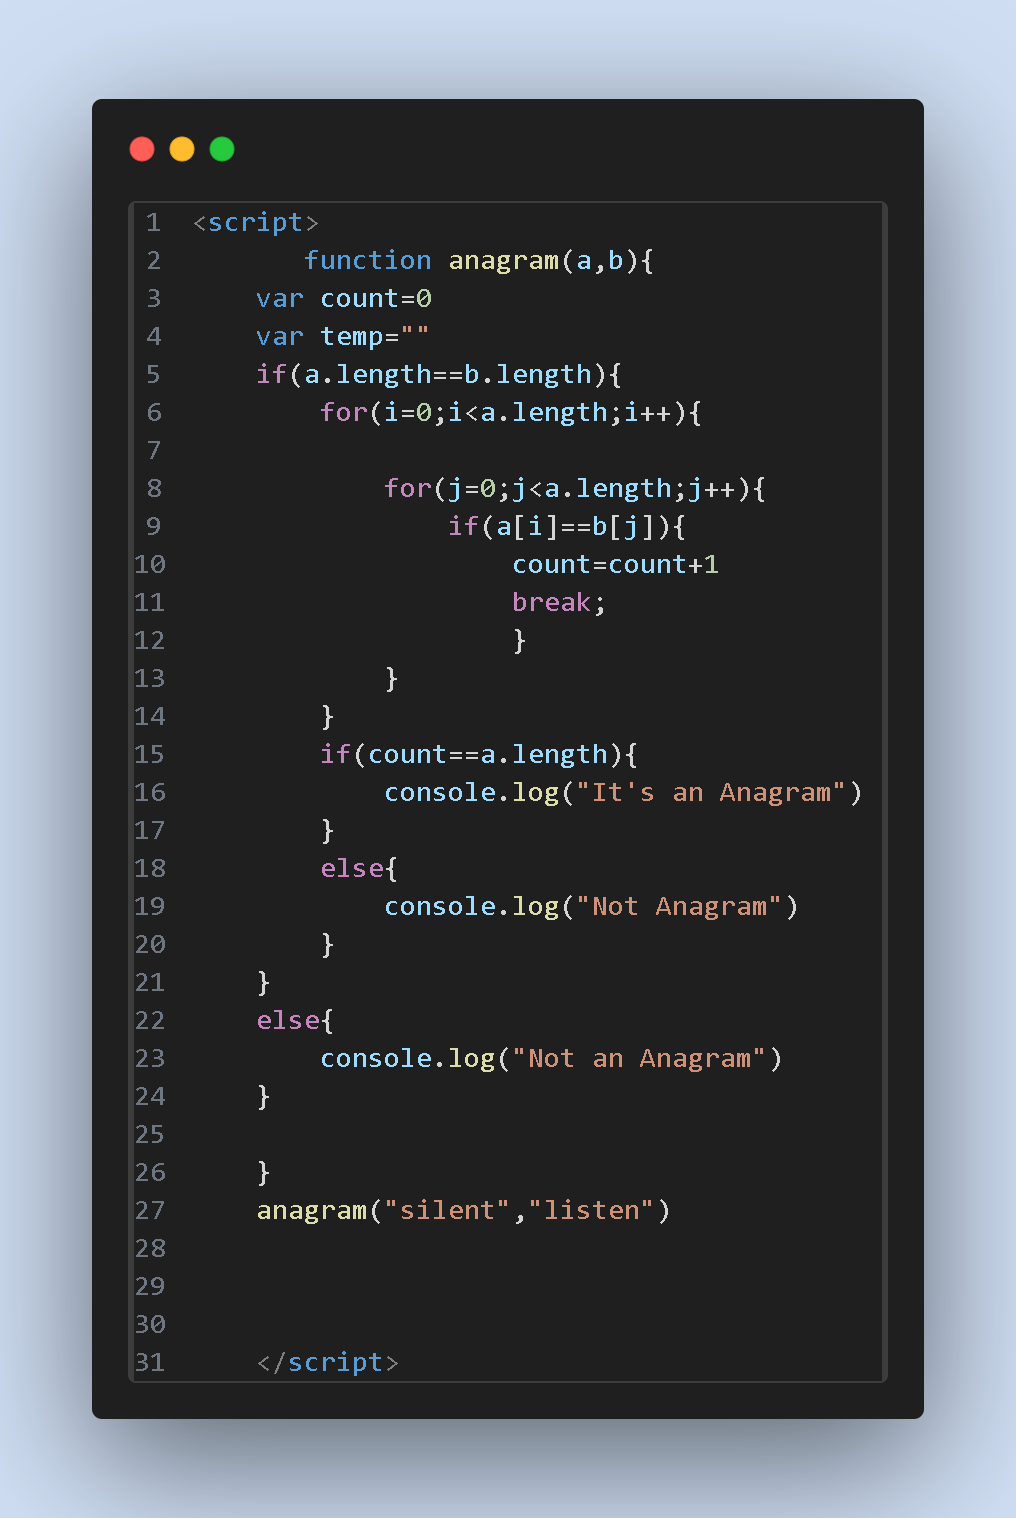 1 <script>
2 function anagram(a,b){
3 var count=0
4 var temp=""
5 if(a.length==b.length){
6 for(i=0;i<a.length;i++){
7
8 for(j=0;j<a.length;j++){
9 if(a[i]==b[j]){
10 count=count+1
11 break;
12 }
13 }
14 }
15 if(count==a.length){
16 console.log("It's an Anagram")
17 }
18 else{
19 console.log("Not Anagram")
20 }
21 }
22 else{
23 console.log("Not an Anagram")
24 }
25
26 }
27 anagram("silent","listen")
28
29
30
31 </script>